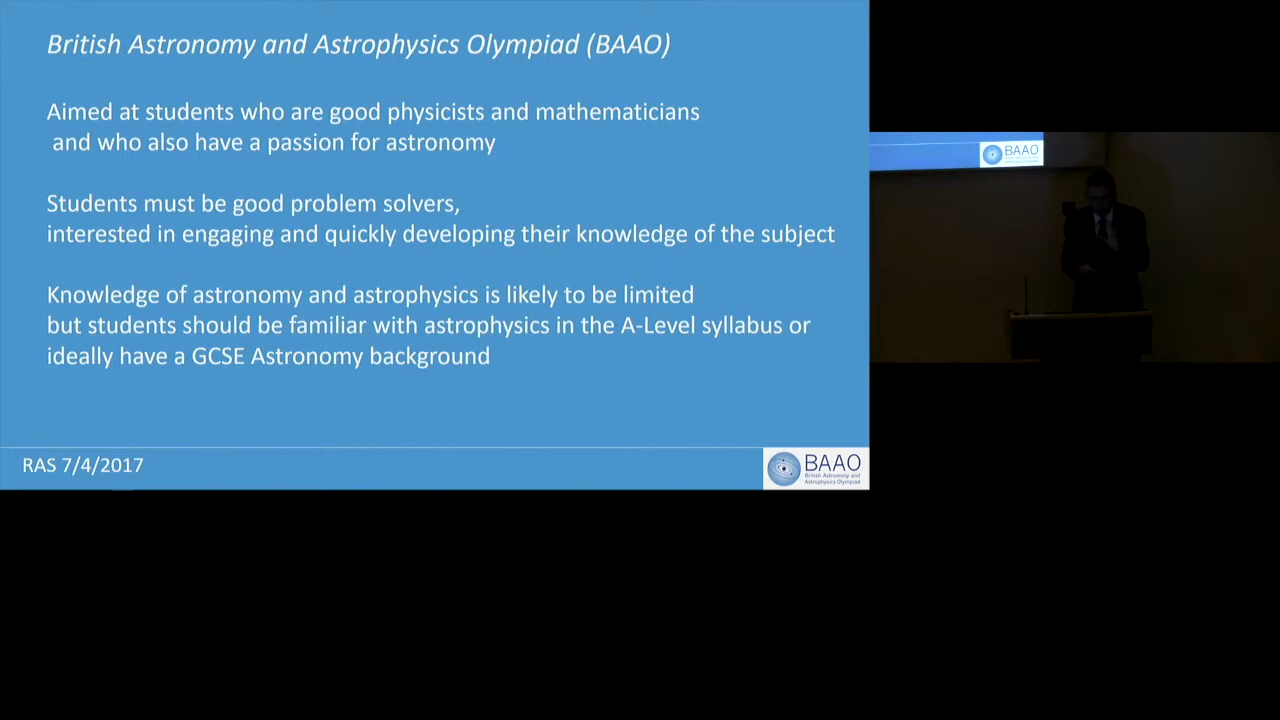 British Astronomy and Astrophysics Olympiad (BAAO)
Aimed at students who are good physicists and mathematicians
and who also have a passion for astronomy
Students must be good problem solvers,
interested in engaging and quickly developing their knowledge of the subject
Knowledge of astronomy and astrophysics is likely to be limited
but students should be familiar with astrophysics in the A-Level syllabus or
ideally have a GCSE Astronomy background
RAS 7/4/2017
BAAO
British Astronomy and
Astrophysics Olympiad
BAAO